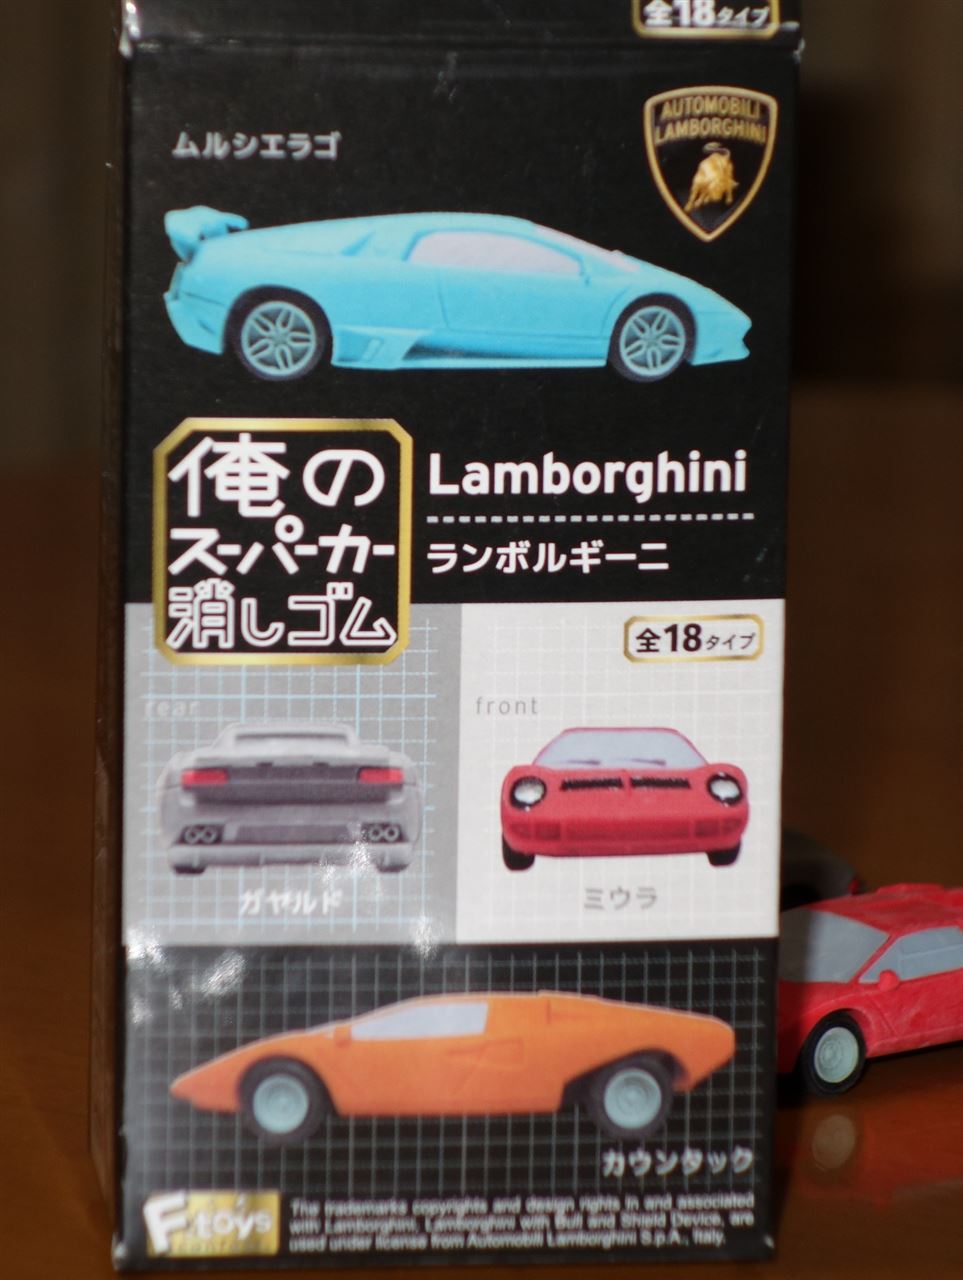 全18タイプ
AUTOMOBILI
LAMBORGHINI
ムルシエラゴ
俺の
スーパーカー
消しゴム
Lamborghini
ランボルギーニ
全18タイプ
rear
front
ガヤルド
ミウラ
カウンタック
F-toys
The trademarks copyrights and design rights in and associated
with Lamborghini, Lamborghini with Bull and Shield Device, are
used under license from Automobili Lamborghini S.p.A., Italy.